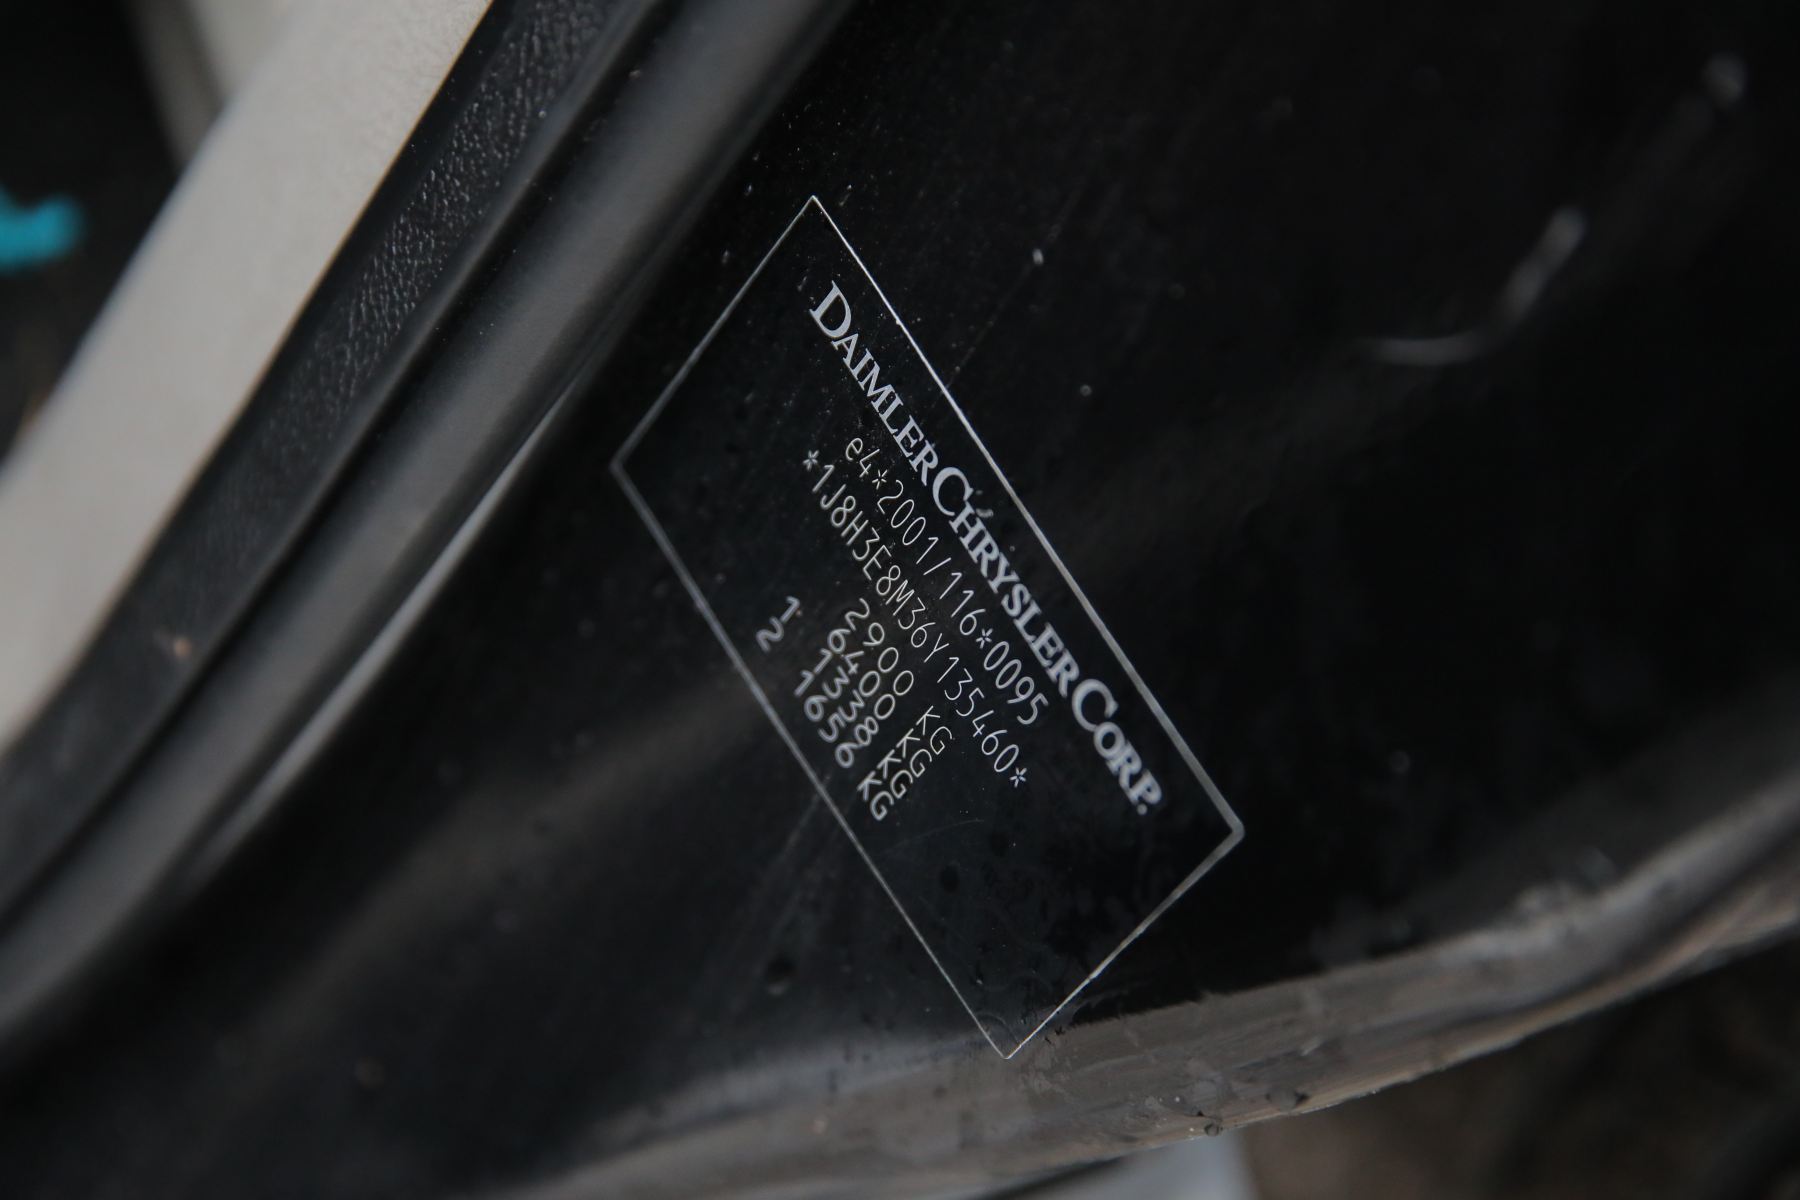 DAIMLERCHRYSLER CORP.
e4*2001/116*0095
*1J8H3E8M36Y135460*
2900 KG
6400 KG
1 1338 KG
2 1656 KG